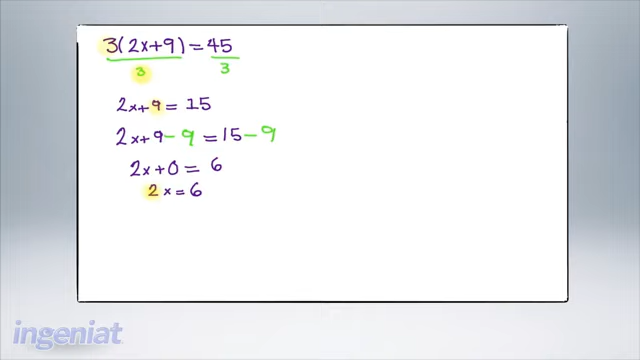 3(2x+9) = 45
3 3
2x+9 = 15
2x+9-9 = 15-9
2x+0 = 6
2x = 6
ingeniat